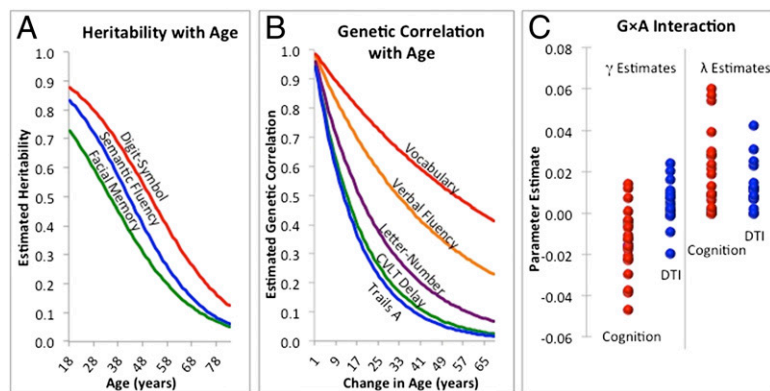 A
Heritability with Age
Estimated Heritability
1.0
0.9
0.8
0.7
0.6
0.5
0.4
0.3
0.2
0.1
0.0
Digit-Symbol
Semantic Fluency
Facial Memory
18
28
38
48
58
68
78
Age (years)
B
Genetic Correlation
with Age
Estimated Genetic Correlation
1.0
0.9
0.8
0.7
0.6
0.5
0.4
0.3
0.2
0.1
0.0
Vocabulary
Verbal Fluency
Letter-Number
CVLT Delay
Trails A
1
9
17
25
33
41
49
57
65
Change in Age (years)
C
G×A Interaction
Parameter Estimate
0.08
0.06
0.04
0.02
0.00
-0.02
-0.04
-0.06
γ Estimates
λ Estimates
Cognition
DTI
Cognition
DTI